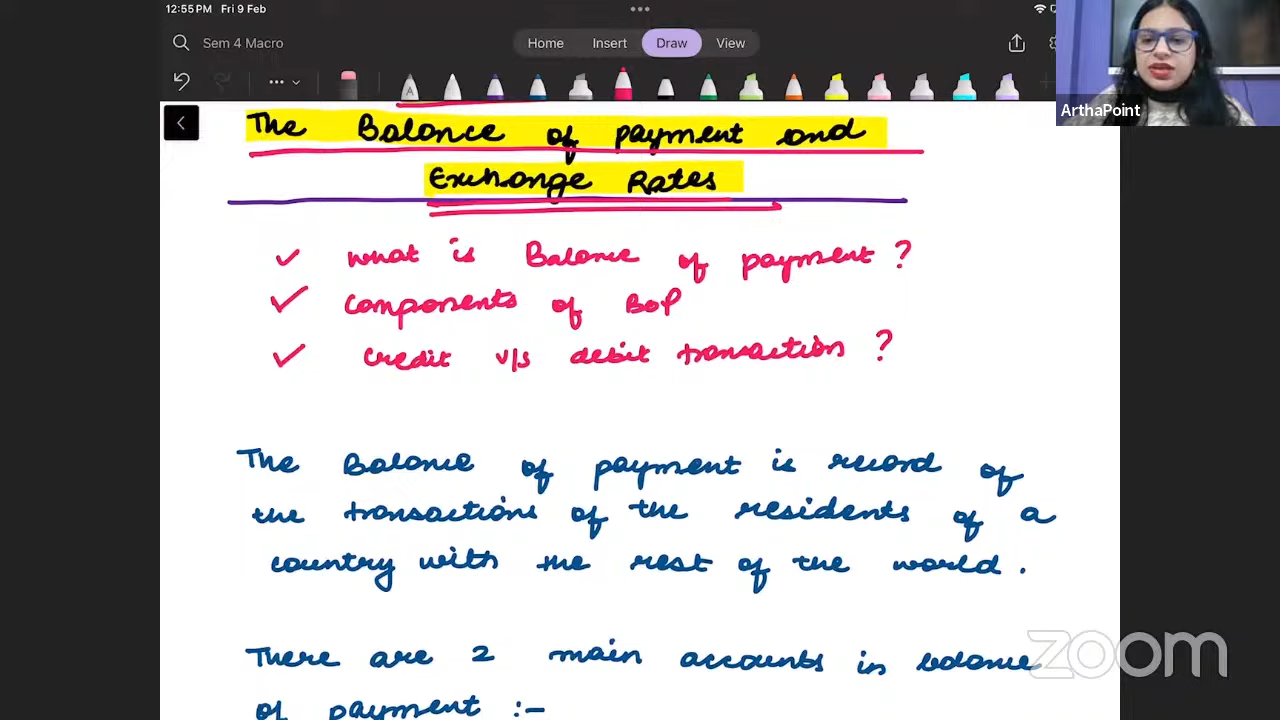 12:55 PM Fri 9 Feb
Sem 4 Macro
Home Insert Draw View
A
ArthaPoint
The Balance of payment and
Exchange Rates
what is Balance of payment ?
components of BOP
credit v/s debit transaction ?
The Balance of payment is record of
the transactions of the residents of a
country with the rest of the world .
There are 2 main accounts in balance
of payment :-
zoom